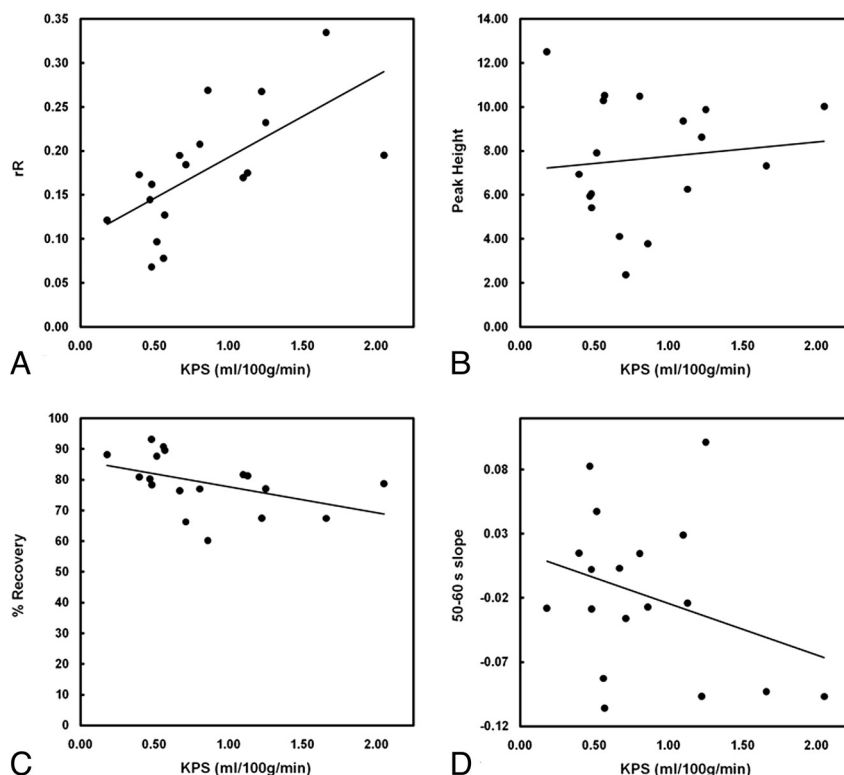 0.35
0.30
0.25
0.20
0.15
0.10
0.05
0.00
rR
0.00 0.50 1.00 1.50 2.00
KPS (ml/100g/min)
A
14.00
12.00
10.00
8.00
6.00
4.00
2.00
0.00
Peak Height
0.00 0.50 1.00 1.50 2.00
KPS (ml/100g/min)
B
100
90
80
70
60
50
40
30
20
10
0
% Recovery
0.00 0.50 1.00 1.50 2.00
KPS (ml/100g/min)
C
0.08
0.03
-0.02
-0.07
-0.12
50-60 s slope
0.00 0.50 1.00 1.50 2.00
KPS (ml/100g/min)
D